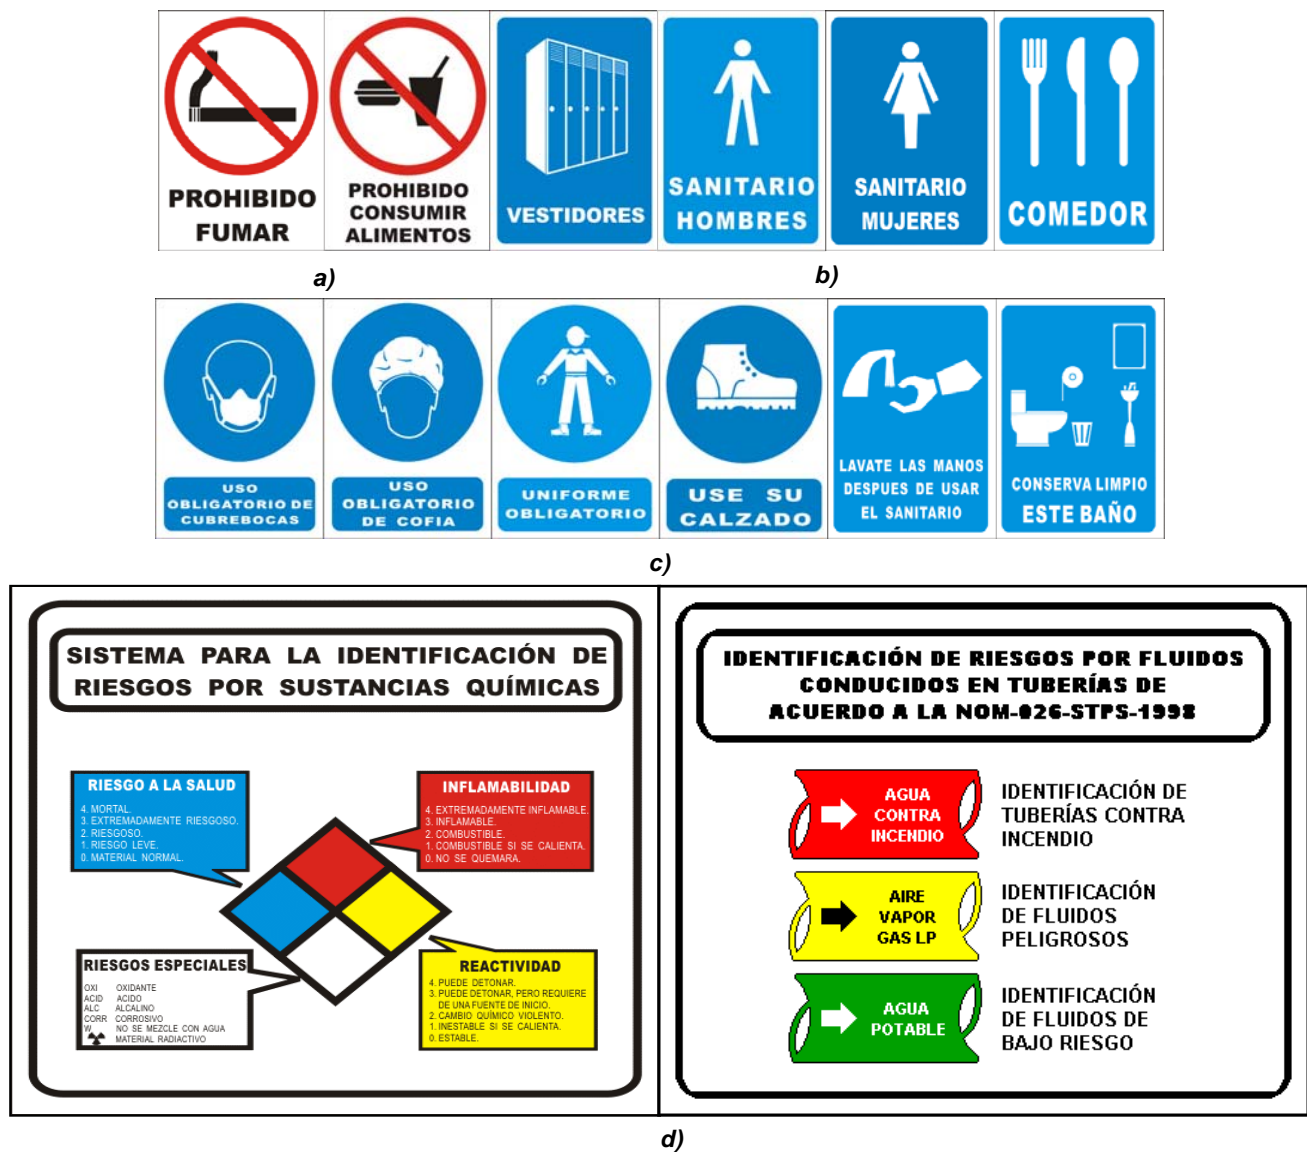 PROHIBIDO
FUMAR
PROHIBIDO
CONSUMIR
ALIMENTOS
VESTIDORES
SANITARIO
HOMBRES
SANITARIO
MUJERES
COMEDOR
a)
b)
USO
OBLIGATORIO DE
CUBREBOCAS
USO
OBLIGATORIO
DE COFIA
UNIFORME
OBLIGATORIO
USE SU
CALZADO
LAVATE LAS MANOS
DESPUES DE USAR
EL SANITARIO
CONSERVA LIMPIO
ESTE BAÑO
c)
SISTEMA PARA LA IDENTIFICACIÓN DE
RIESGOS POR SUSTANCIAS QUÍMICAS
RIESGO A LA SALUD
4. MORTAL.
3. EXTREMADAMENTE RIESGOSO.
2. RIESGOSO.
1. RIESGO LEVE.
0. MATERIAL NORMAL.
INFLAMABILIDAD
4. EXTREMADAMENTE INFLAMABLE.
3. INFLAMABLE.
2. COMBUSTIBLE.
1. COMBUSTIBLE SI SE CALIENTA.
0. NO SE QUEMARA.
RIESGOS ESPECIALES
OXI OXIDANTE
ACID ACIDO
ALC ALCALINO
CORR CORROSIVO
W NO SE MEZCLE CON AGUA
MATERIAL RADIACTIVO
REACTIVIDAD
4. PUEDE DETONAR.
3. PUEDE DETONAR, PERO REQUIERE
DE UNA FUENTE DE INICIO,
2. CAMBIO QUÍMICO VIOLENTO.
1. INESTABLE SI SE CALIENTA.
0. ESTABLE.
IDENTIFICACIÓN DE RIESGOS POR FLUIDOS
CONDUCIDOS EN TUBERÍAS DE
ACUERDO A LA NOM-026-STPS-1998
AGUA
CONTRA
INCENDIO
IDENTIFICACIÓN DE
TUBERÍAS CONTRA
INCENDIO
AIRE
VAPOR
GAS LP
IDENTIFICACIÓN
DE FLUIDOS
PELIGROSOS
AGUA
POTABLE
IDENTIFICACIÓN
DE FLUIDOS DE
BAJO RIESGO
d)